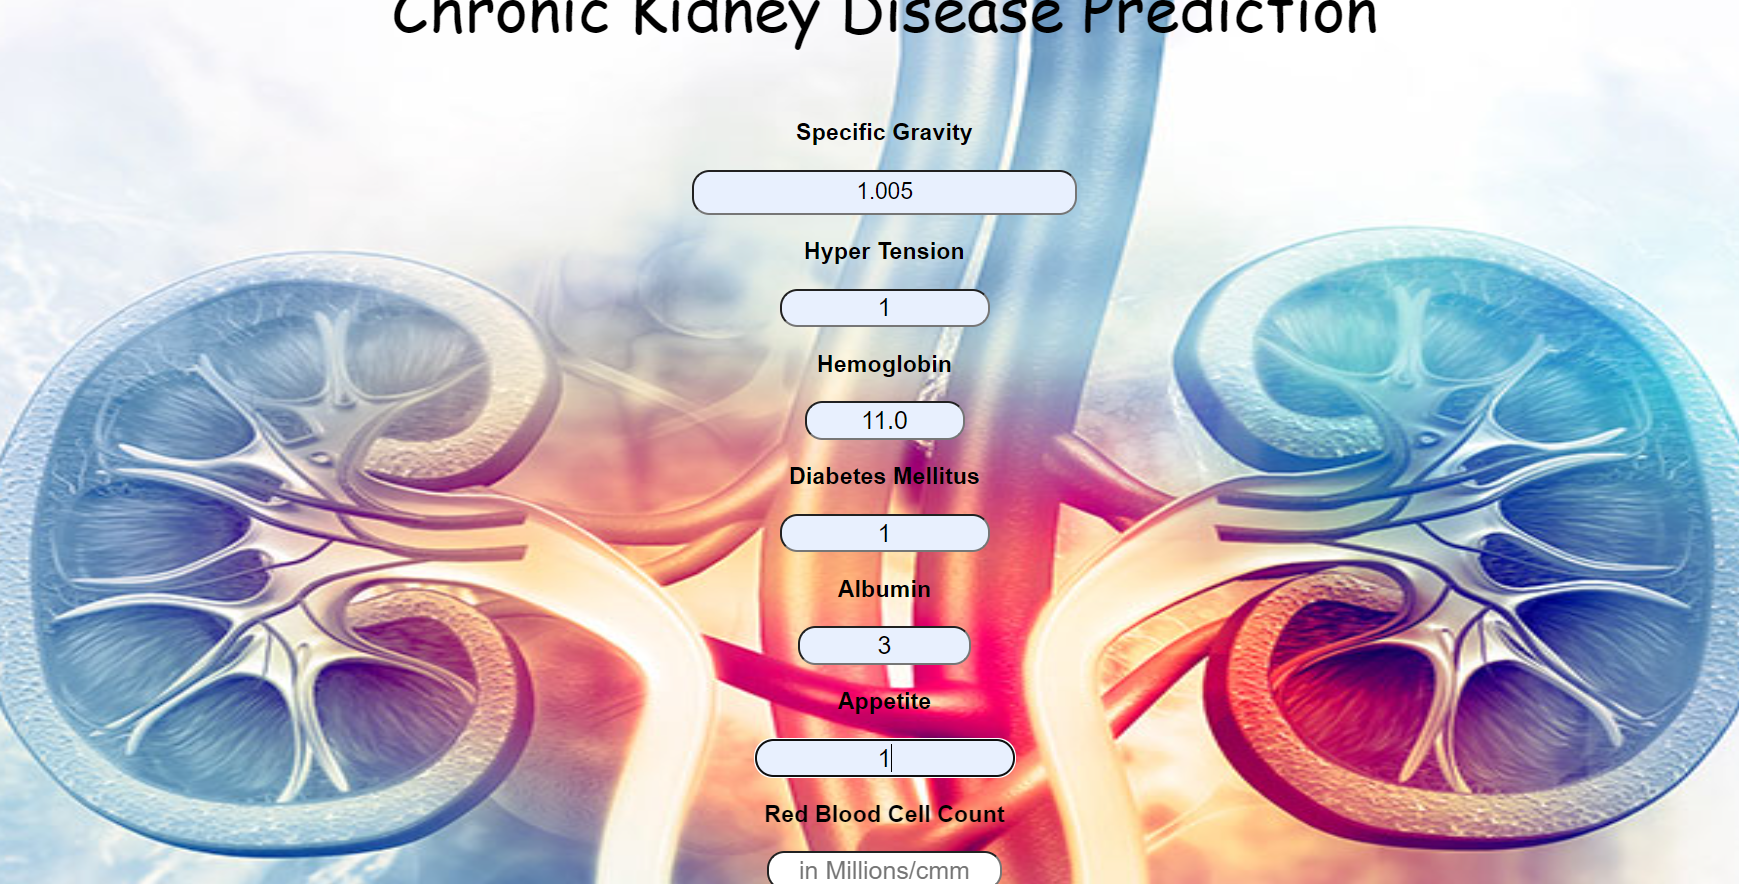 Chronic Kidney Disease Prediction
Specific Gravity
1.005
Hyper Tension
1
Hemoglobin
11.0
Diabetes Mellitus
1
Albumin
3
Appetite
1
Red Blood Cell Count
in Millions/cmm